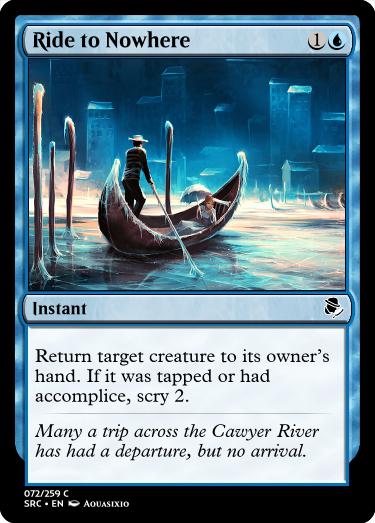 Ride to Nowhere 1
Instant
Return target creature to its owner's
hand. If it was tapped or had
accomplice, scry 2.
Many a trip across the Cawyer River
has had a departure, but no arrival.
072/259 C
SRC • EN Aouasixio